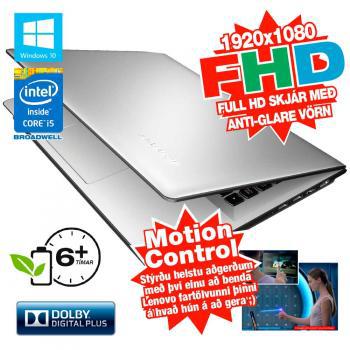 Windows 10
intel
inside
CORE i5
BROADWELL
1920x1080
FHD
FULL HD SKJÁR MEÐ
ANTI-GLARE VÖRN
6+
TÍMAR
DOLBY
DIGITAL PLUS
Motion
Control
Stýrðu helstu aðgerðum
með því einu að benda
Lenovo fartölvunni þinni
á hvað hún á að gera;)